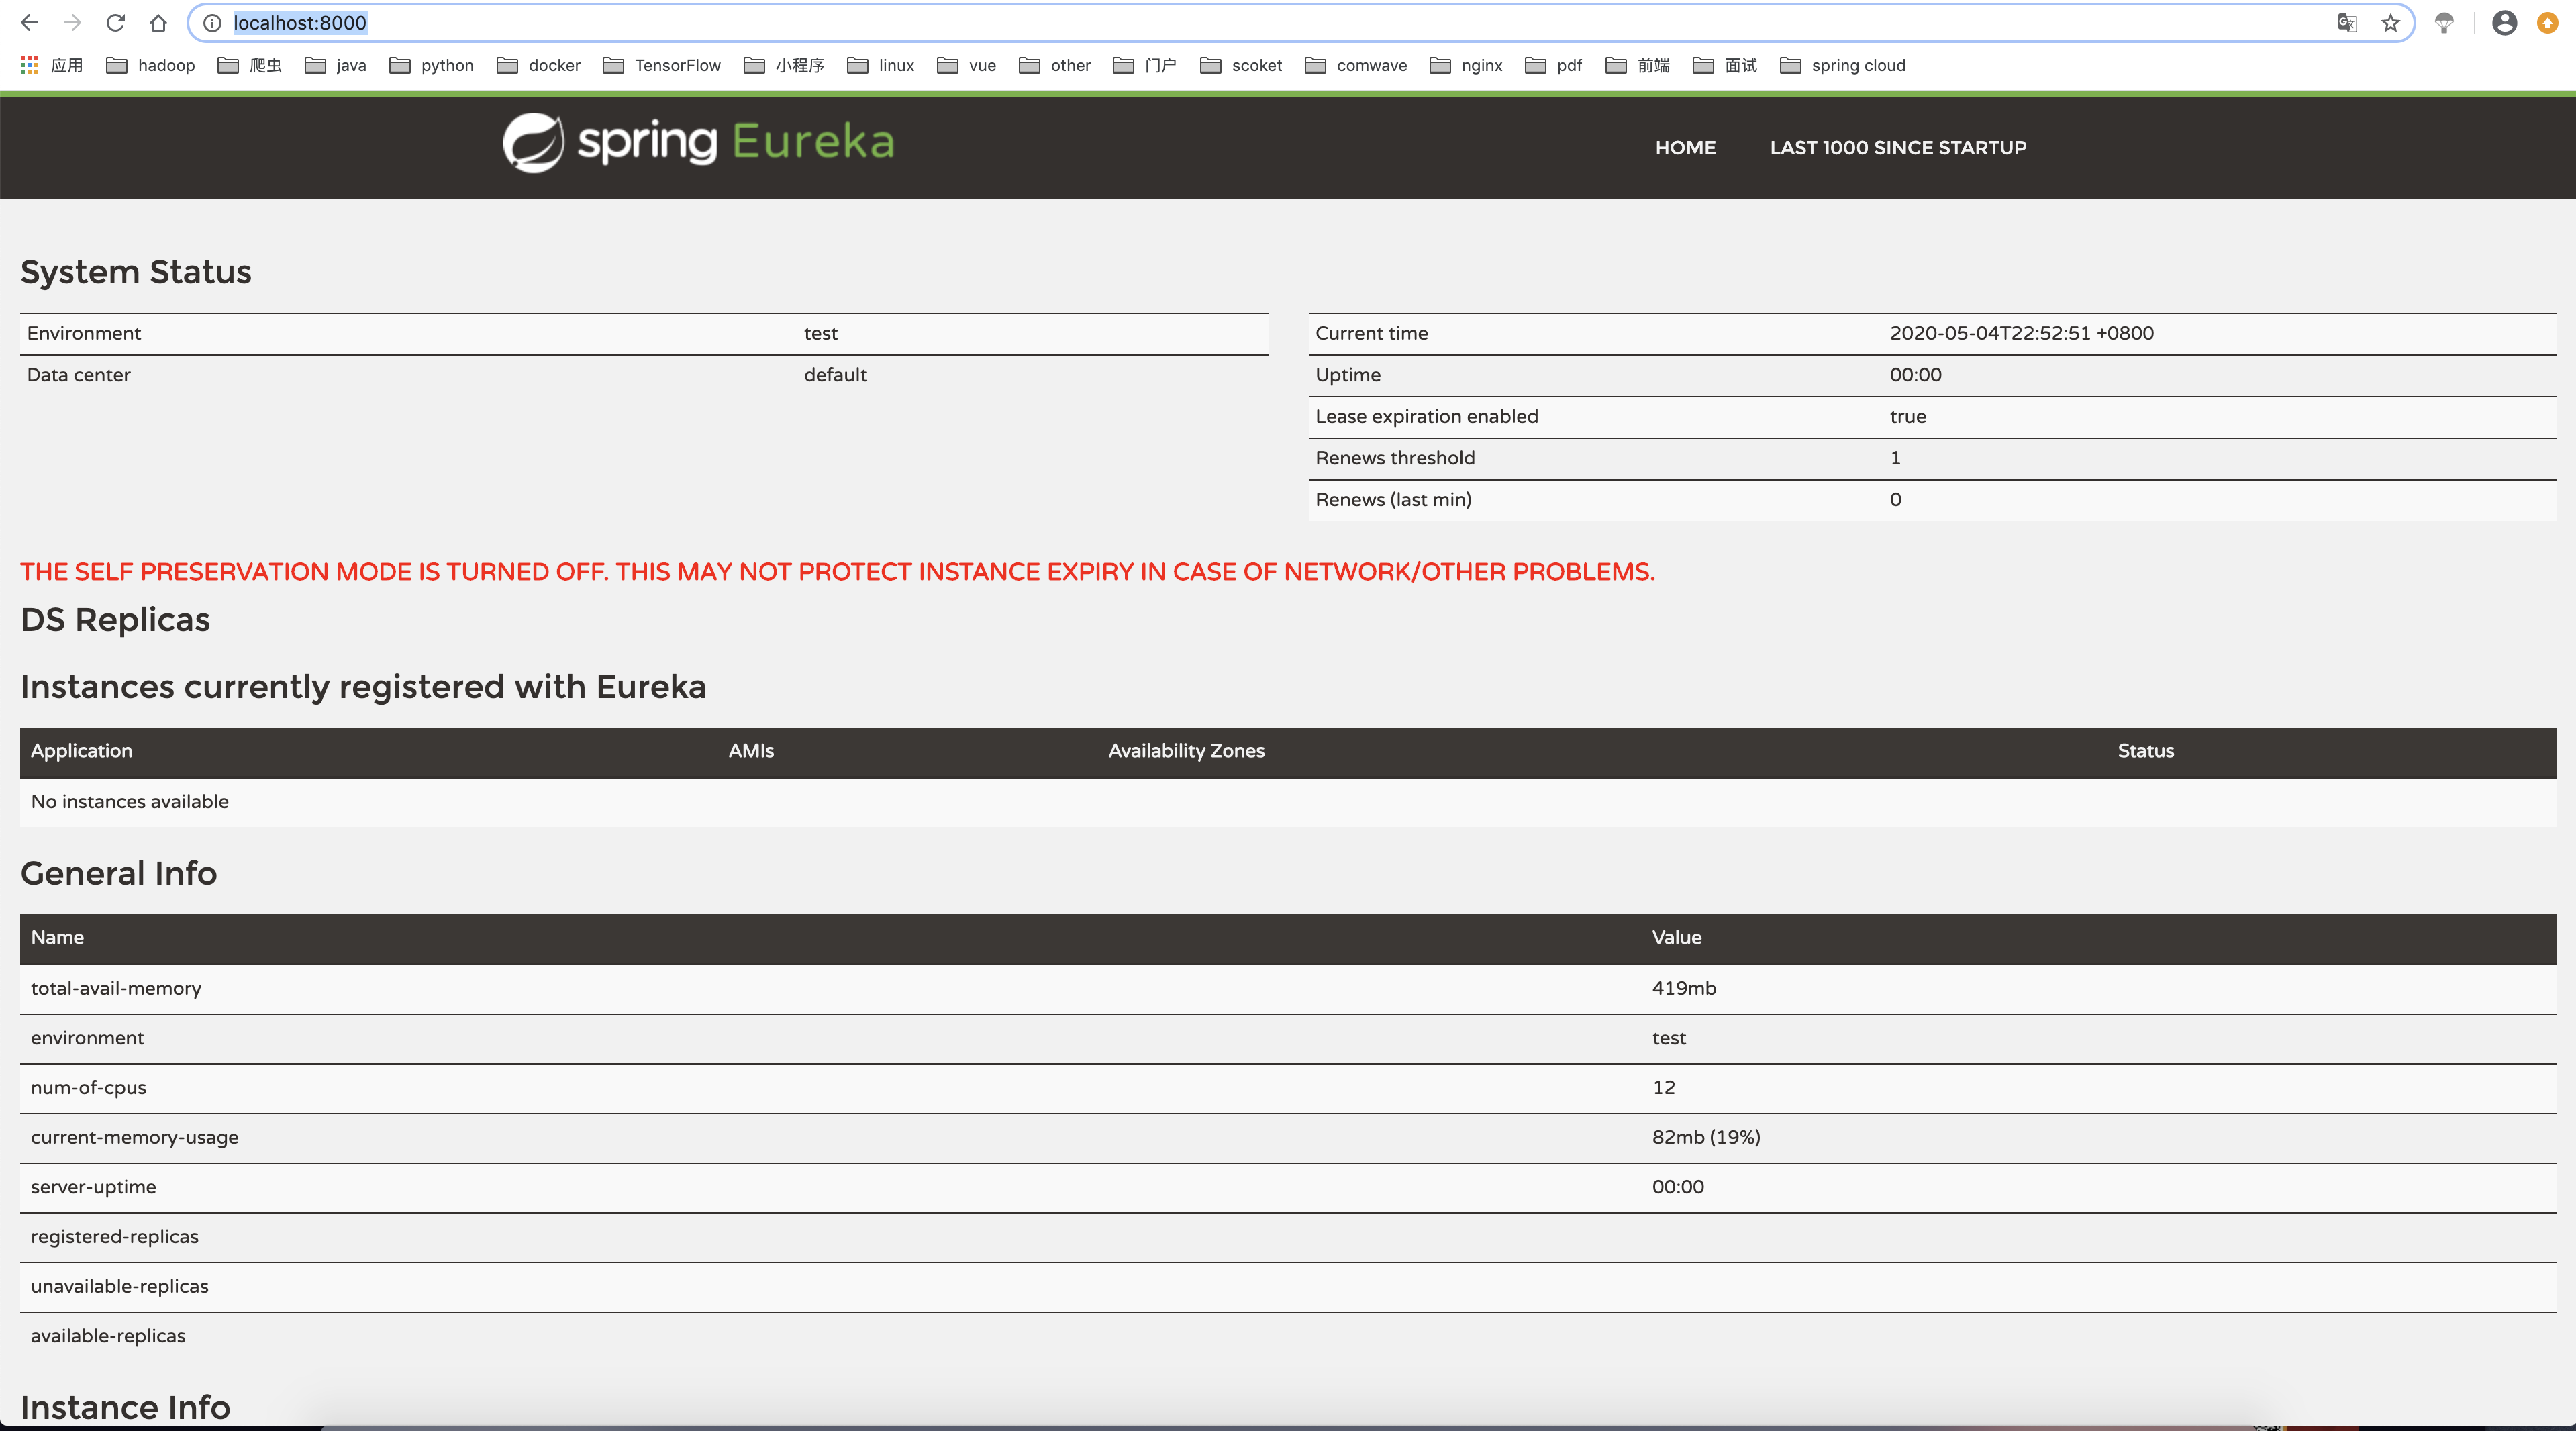 localhost:8000
应用 hadoop 爬虫 java python docker TensorFlow 小程序 linux vue other 门户 scoket comwave nginx pdf 前端 面试 spring cloud
spring Eureka HOME LAST 1000 SINCE STARTUP
System Status
Environment test
Data center default
Current time 2020-05-04T22:52:51 +0800
Uptime 00:00
Lease expiration enabled true
Renews threshold 1
Renews (last min) 0
THE SELF PRESERVATION MODE IS TURNED OFF. THIS MAY NOT PROTECT INSTANCE EXPIRY IN CASE OF NETWORK/OTHER PROBLEMS.
DS Replicas
Instances currently registered with Eureka
Application AMIs Availability Zones Status
No instances available
General Info
Name Value
total-avail-memory 419mb
environment test
num-of-cpus 12
current-memory-usage 82mb (19%)
server-uptime 00:00
registered-replicas
unavailable-replicas
available-replicas
Instance Info